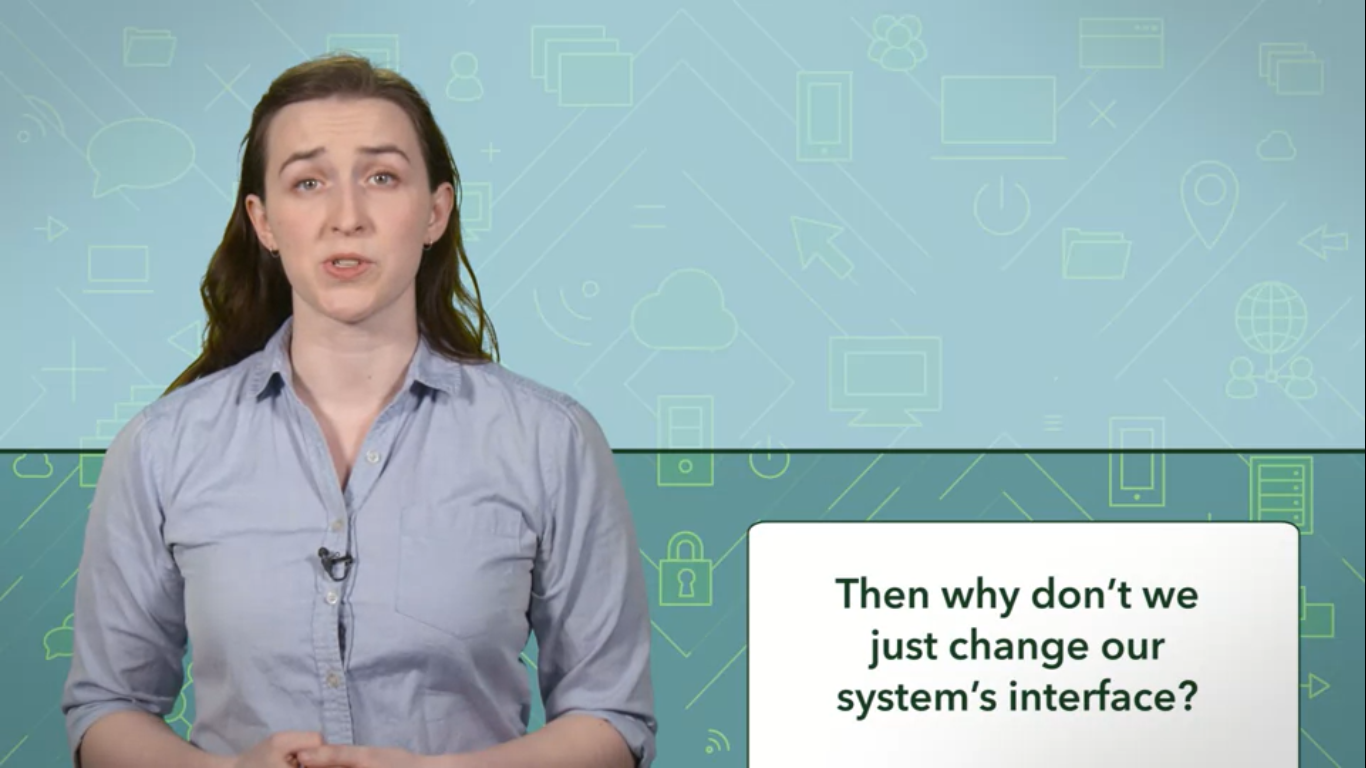 Then why don't we
just change our
system's interface?